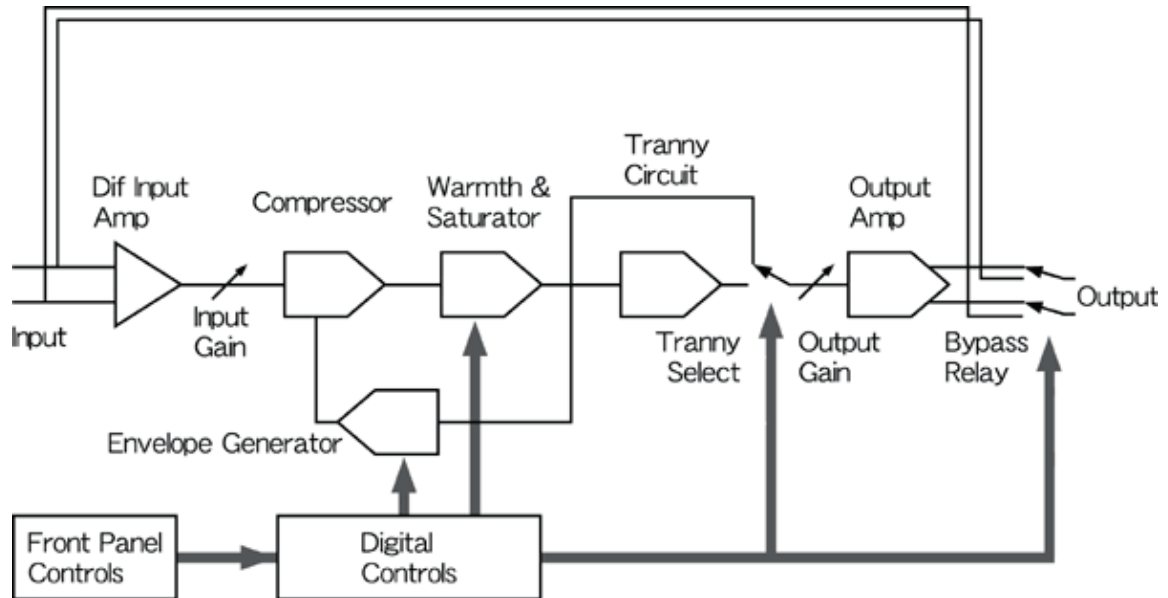 Tranny
Circuit
Dif Input
Amp
Compressor
Warmth &
Saturator
Output
Amp
Input
Input
Gain
Tranny
Select
Output
Gain
Bypass
Relay
Output
Envelope Generator
Front Panel
Controls
Digital
Controls